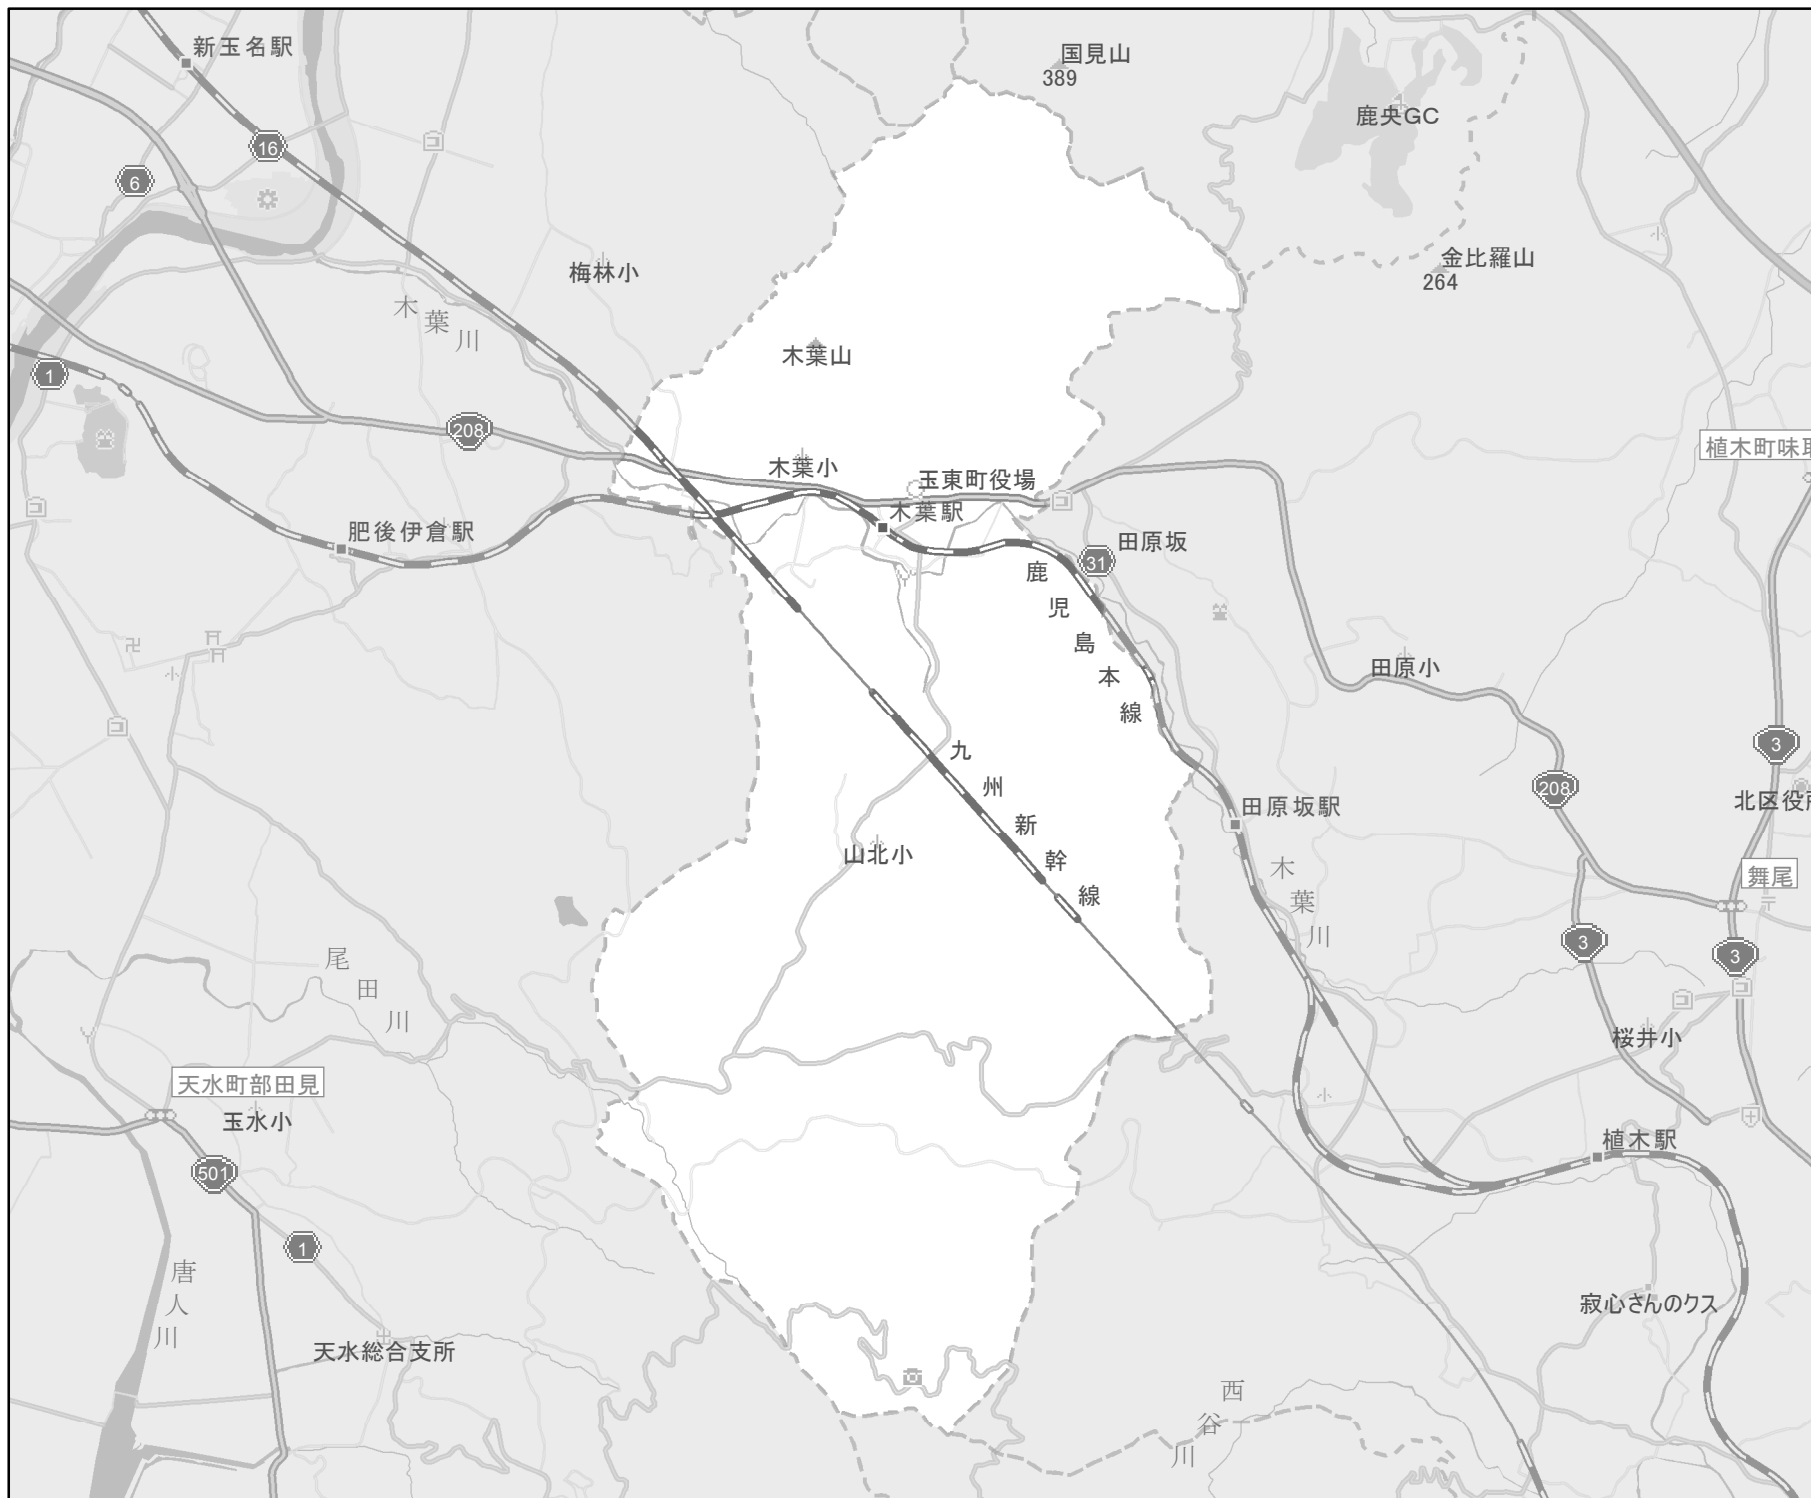 新玉名駅
国見山
389
鹿央GC
16
6
梅林小
金比羅山
264
木葉川
木葉山
1
208
植木町味取
木葉小
玉東町役場
木葉駅
肥後伊倉駅
田原坂
31
鹿児島本線
田原小
九州新幹線
3
208
北区役所
田原坂駅
山北小
木葉川
舞尾
3
3
尾田川
桜井小
天水町部田見
玉水小
植木駅
501
1
唐人川
寂心さんのクス
天水総合支所
西谷川